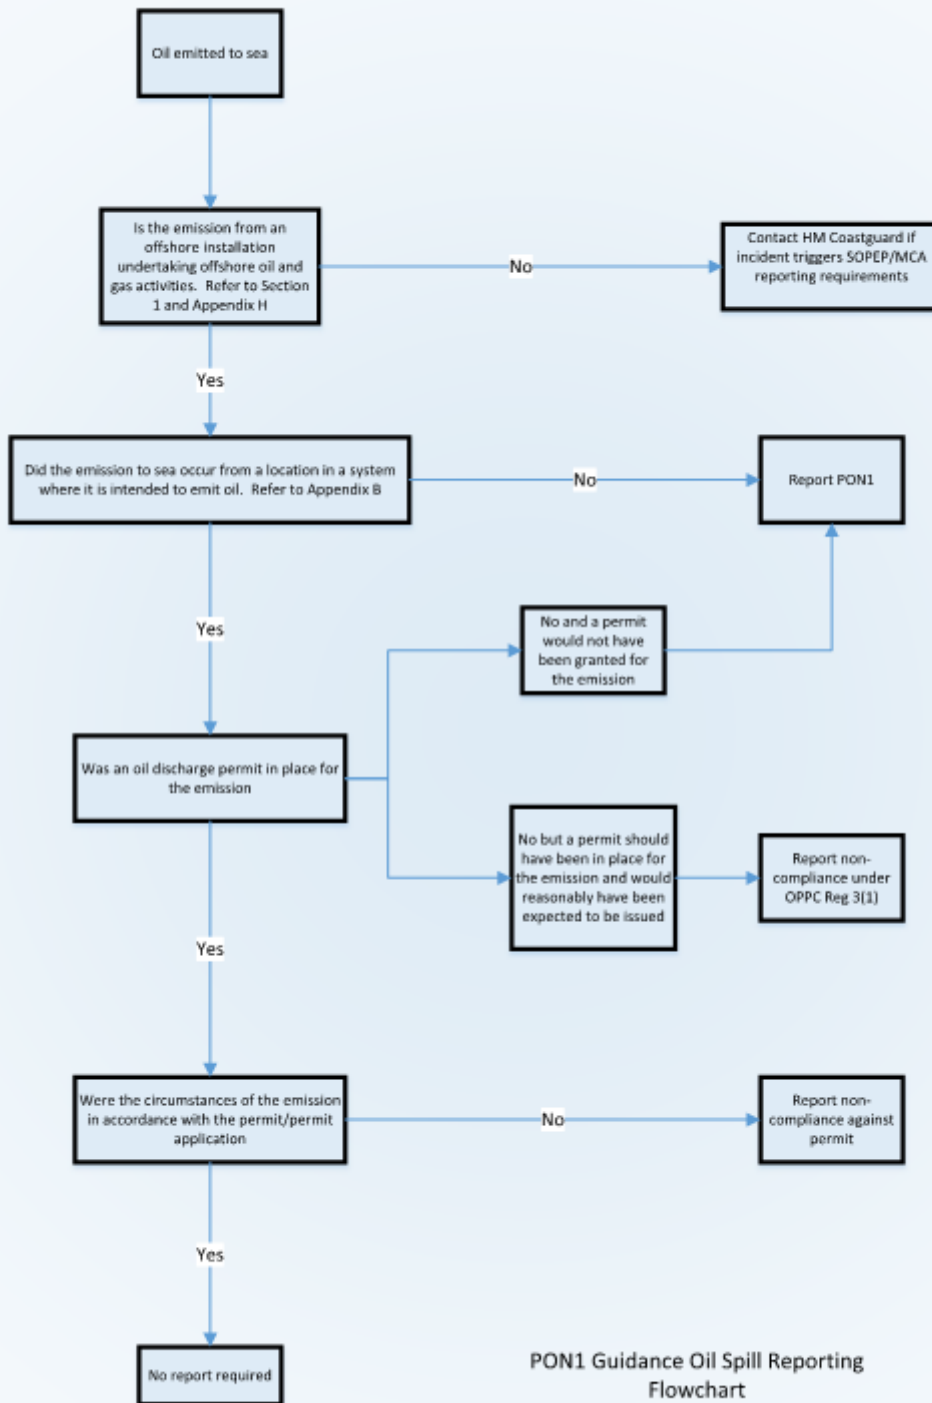 Oil emitted to sea
Is the emission from an
offshore installation
undertaking offshore oil and
gas activities.  Refer to Section
1 and Appendix H
No
Contact HM Coastguard if
incident triggers SOPEP/MCA
reporting requirements
Yes
Did the emission to sea occur from a location in a system
where it is intended to emit oil.  Refer to Appendix B
No
Report PON1
Yes
No and a permit
would not have
been granted for
the emission
Was an oil discharge permit in place for
the emission
No but a permit should
have been in place for
the emission and would
reasonably have been
expected to be issued
Report non-
compliance under
OPPC Reg 3(1)
Yes
Were the circumstances of the emission
in accordance with the permit/permit
application
No
Report non-
compliance against
permit
Yes
No report required
PON1 Guidance Oil Spill Reporting
Flowchart